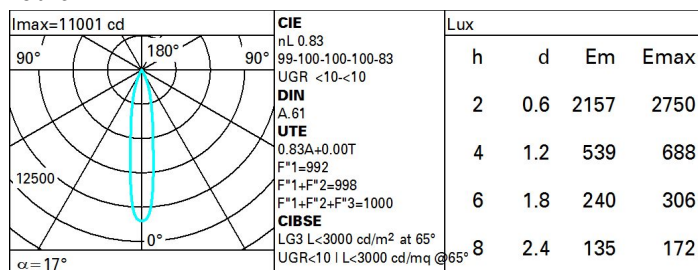 Imax=11001 cd
90° 180° 90°
12500
0°
α=17°
CIE
nL 0.83
99-100-100-100-83
UGR <10-<10
DIN
A.61
UTE
0.83A+0.00T
F"1=992
F"1+F"2=998
F"1+F"2+F"3=1000
CIBSE
LG3 L<3000 cd/m² at 65°
UGR<10 | L<3000 cd/mq @65°
Lux
h d Em Emax
2 0.6 2157 2750
4 1.2 539 688
6 1.8 240 306
8 2.4 135 172